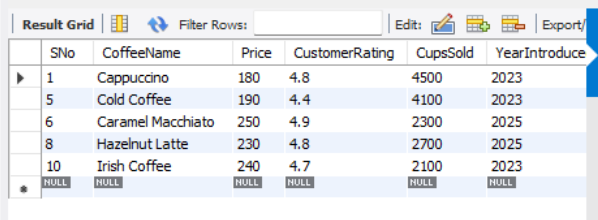 Result Grid Filter Rows: Edit: Export/
SNo CoffeeName Price CustomerRating CupsSold YearIntroduce
1 Cappuccino 180 4.8 4500 2023
5 Cold Coffee 190 4.4 4100 2023
6 Caramel Macchiato 250 4.9 2300 2025
8 Hazelnut Latte 230 4.8 2700 2025
10 Irish Coffee 240 4.7 2100 2023
NULL NULL NULL NULL NULL NULL